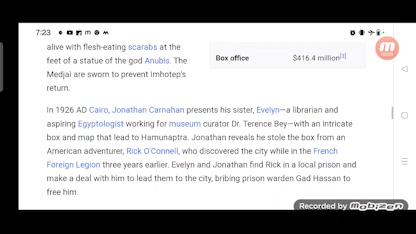 7:23
alive with flesh-eating scarabs at the
feet of a statue of the god Anubis. The
Medjai are sworn to prevent Imhotep's
return.
Box office $416.4 million[3]
In 1926 AD Cairo, Jonathan Carnahan presents his sister, Evelyn—a librarian and
aspiring Egyptologist working for museum curator Dr. Terence Bey—with an intricate
box and map that lead to Hamunaptra. Jonathan reveals he stole the box from an
American adventurer, Rick O'Connell, who discovered the city while in the French
Foreign Legion three years earlier. Evelyn and Jonathan find Rick in a local prison and
make a deal with him to lead them to the city, bribing prison warden Gad Hassan to
free him.
Recorded by Mobizen